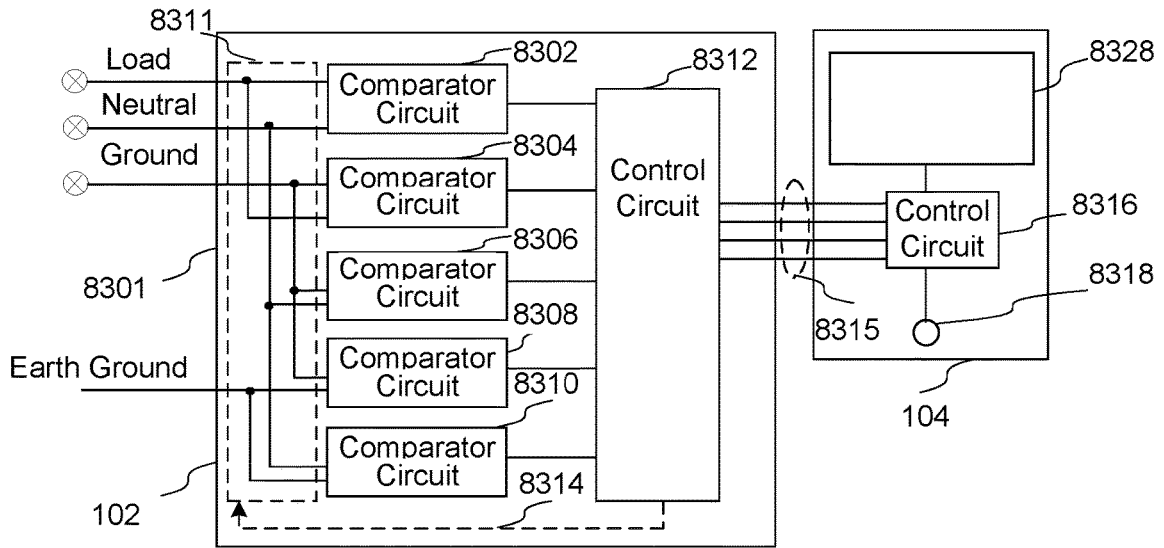 8311
Load
8302
8312
8328
Comparator
Circuit
Neutral
Ground
8304
Comparator
Circuit
Control
Circuit
Control
Circuit
8316
8306
Comparator
Circuit
8301
8318
8308
8315
Earth Ground
Comparator
Circuit
8310
104
Comparator
Circuit
8314
102